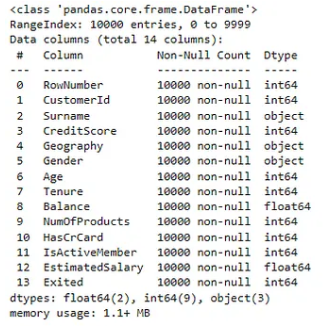 <class 'pandas.core.frame.DataFrame'>
RangeIndex: 10000 entries, 0 to 9999
Data columns (total 14 columns):
 #   Column           Non-Null Count  Dtype
---  ------           --------------  -----
 0   RowNumber        10000 non-null  int64
 1   CustomerId       10000 non-null  int64
 2   Surname          10000 non-null  object
 3   CreditScore      10000 non-null  int64
 4   Geography        10000 non-null  object
 5   Gender           10000 non-null  object
 6   Age              10000 non-null  int64
 7   Tenure           10000 non-null  int64
 8   Balance          10000 non-null  float64
 9   NumOfProducts    10000 non-null  int64
 10  HasCrCard        10000 non-null  int64
 11  IsActiveMember   10000 non-null  int64
 12  EstimatedSalary  10000 non-null  float64
 13  Exited           10000 non-null  int64
dtypes: float64(2), int64(9), object(3)
memory usage: 1.1+ MB